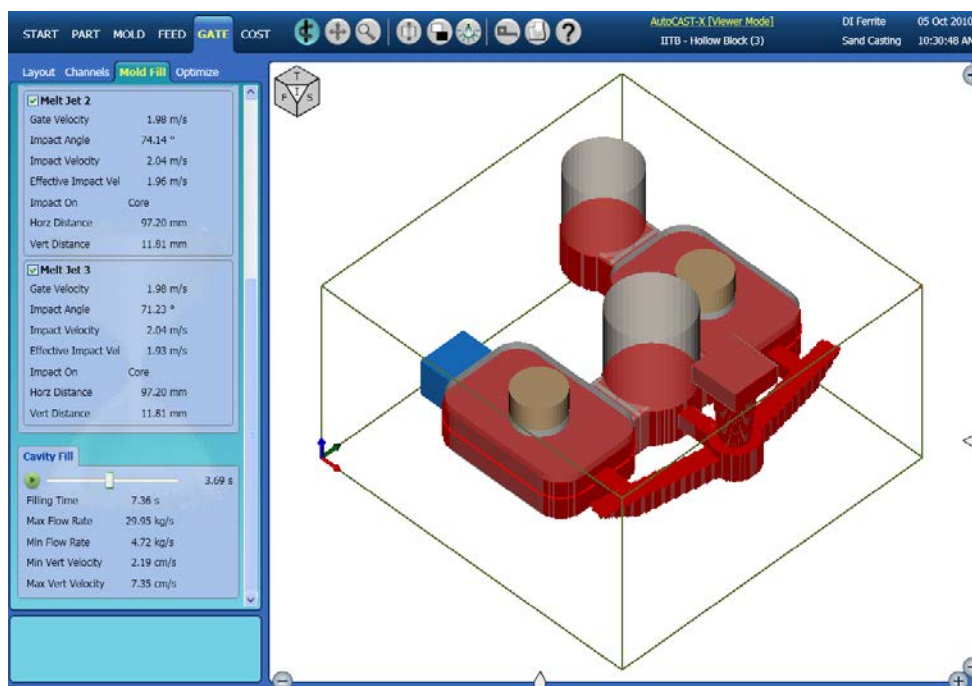 START PART MOLD FEED GATE COST
AutoCAST-X [Viewer Mode] DI Ferrite 05 Oct 2010
IITB - Hollow Block (3) Sand Casting 10:30:48 AM
Layout Channels Mold Fill Optimize
Melt Jet 2
Gate Velocity 1.98 m/s
Impact Angle 74.14 °
Impact Velocity 2.04 m/s
Effective Impact Vel 1.96 m/s
Impact On Core
Horz Distance 97.20 mm
Vert Distance 11.81 mm
Melt Jet 3
Gate Velocity 1.98 m/s
Impact Angle 71.23 °
Impact Velocity 2.04 m/s
Effective Impact Vel 1.93 m/s
Impact On Core
Horz Distance 97.20 mm
Vert Distance 11.81 mm
Cavity Fill
3.69 s
Filling Time 7.36 s
Max Flow Rate 29.95 kg/s
Min Flow Rate 4.72 kg/s
Min Vert Velocity 2.19 cm/s
Max Vert Velocity 7.35 cm/s
T
F I S